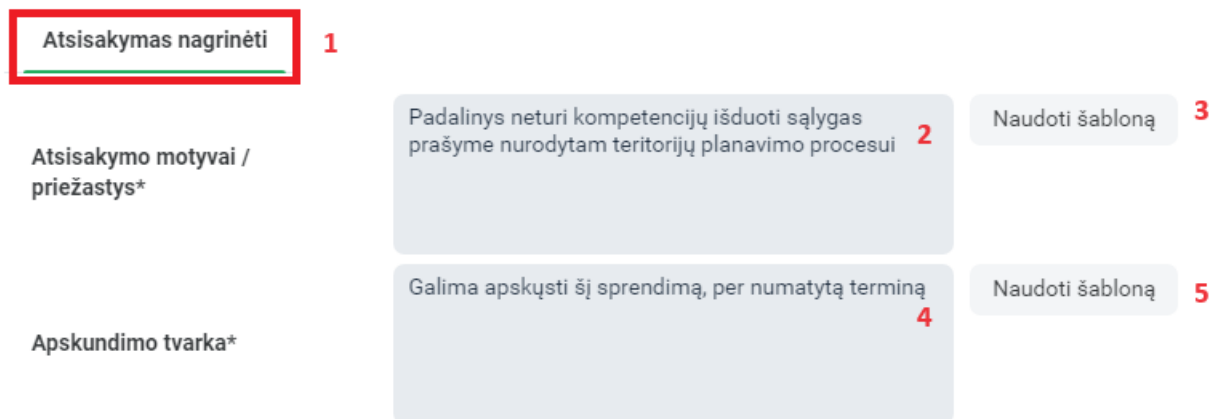 Atsisakymas nagrinėti 1
Padalinys neturi kompetencijų išduoti sąlygas
prašyme nurodytam teritorijų planavimo procesui 2
Naudoti šabloną 3
Atsisakymo motyvai /
priežastys*
Galima apskųsti šį sprendimą, per numatytą terminą
4
Naudoti šabloną 5
Apskundimo tvarka*